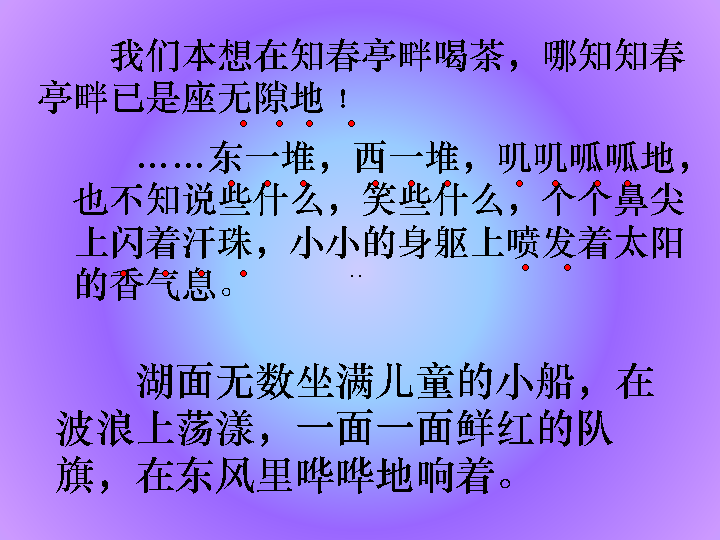 我们本想在知春亭畔喝茶，哪知知春
亭畔已是座无隙地！
……东一堆，西一堆，叽叽呱呱地，
也不知说些什么，笑些什么，个个鼻尖
上闪着汗珠，小小的身躯上喷发着太阳
的香气息。
湖面无数坐满儿童的小船，在
波浪上荡漾，一面一面鲜红的队
旗，在东风里哗哗地响着。